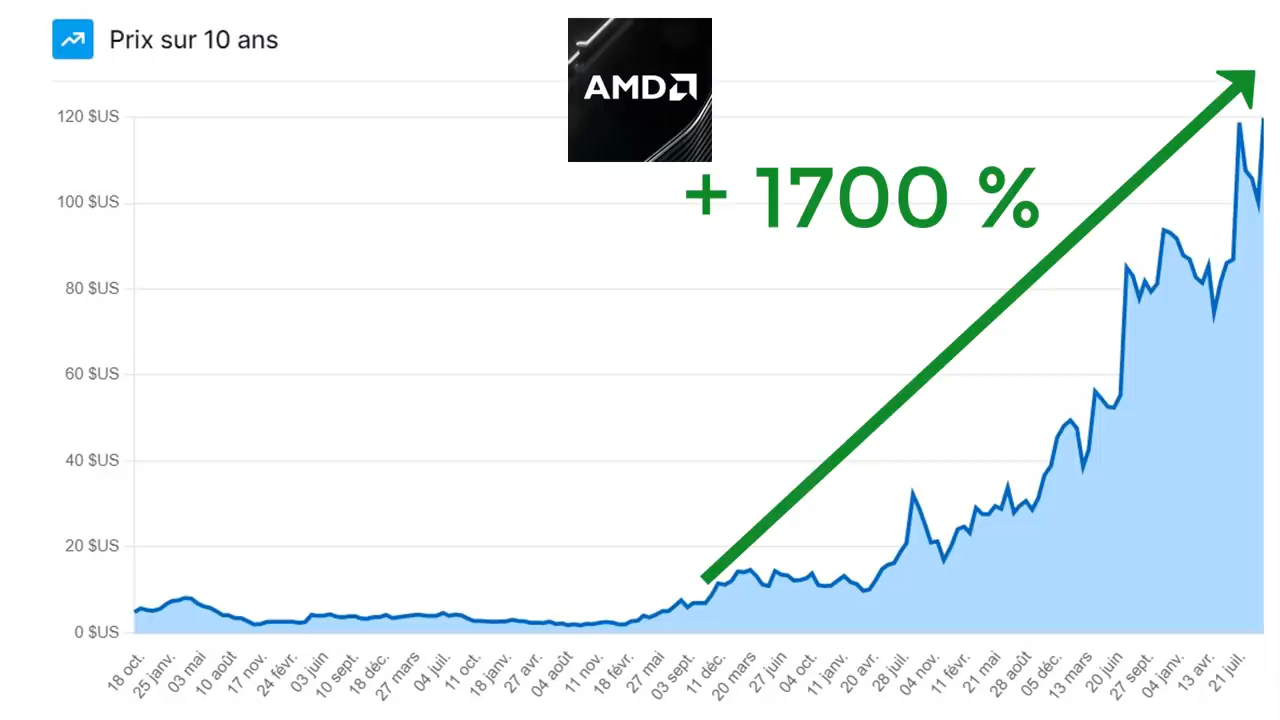 Prix sur 10 ans
AMD
+ 1700 %
120 $US
100 $US
80 $US
60 $US
40 $US
20 $US
0 $US
18 oct.
25 janv.
03 mai
10 août
17 nov.
24 févr.
03 juin
10 sept.
18 déc.
27 mars
04 juil.
11 oct.
18 janv.
27 avr.
04 août
11 nov.
18 févr.
27 mai
03 sept.
11 déc.
20 mars
27 juin
04 oct.
11 janv.
20 avr.
28 juil.
04 nov.
11 févr.
21 mai
28 août
05 déc.
13 mars
20 juin
27 sept.
04 janv.
13 avr.
21 juil.